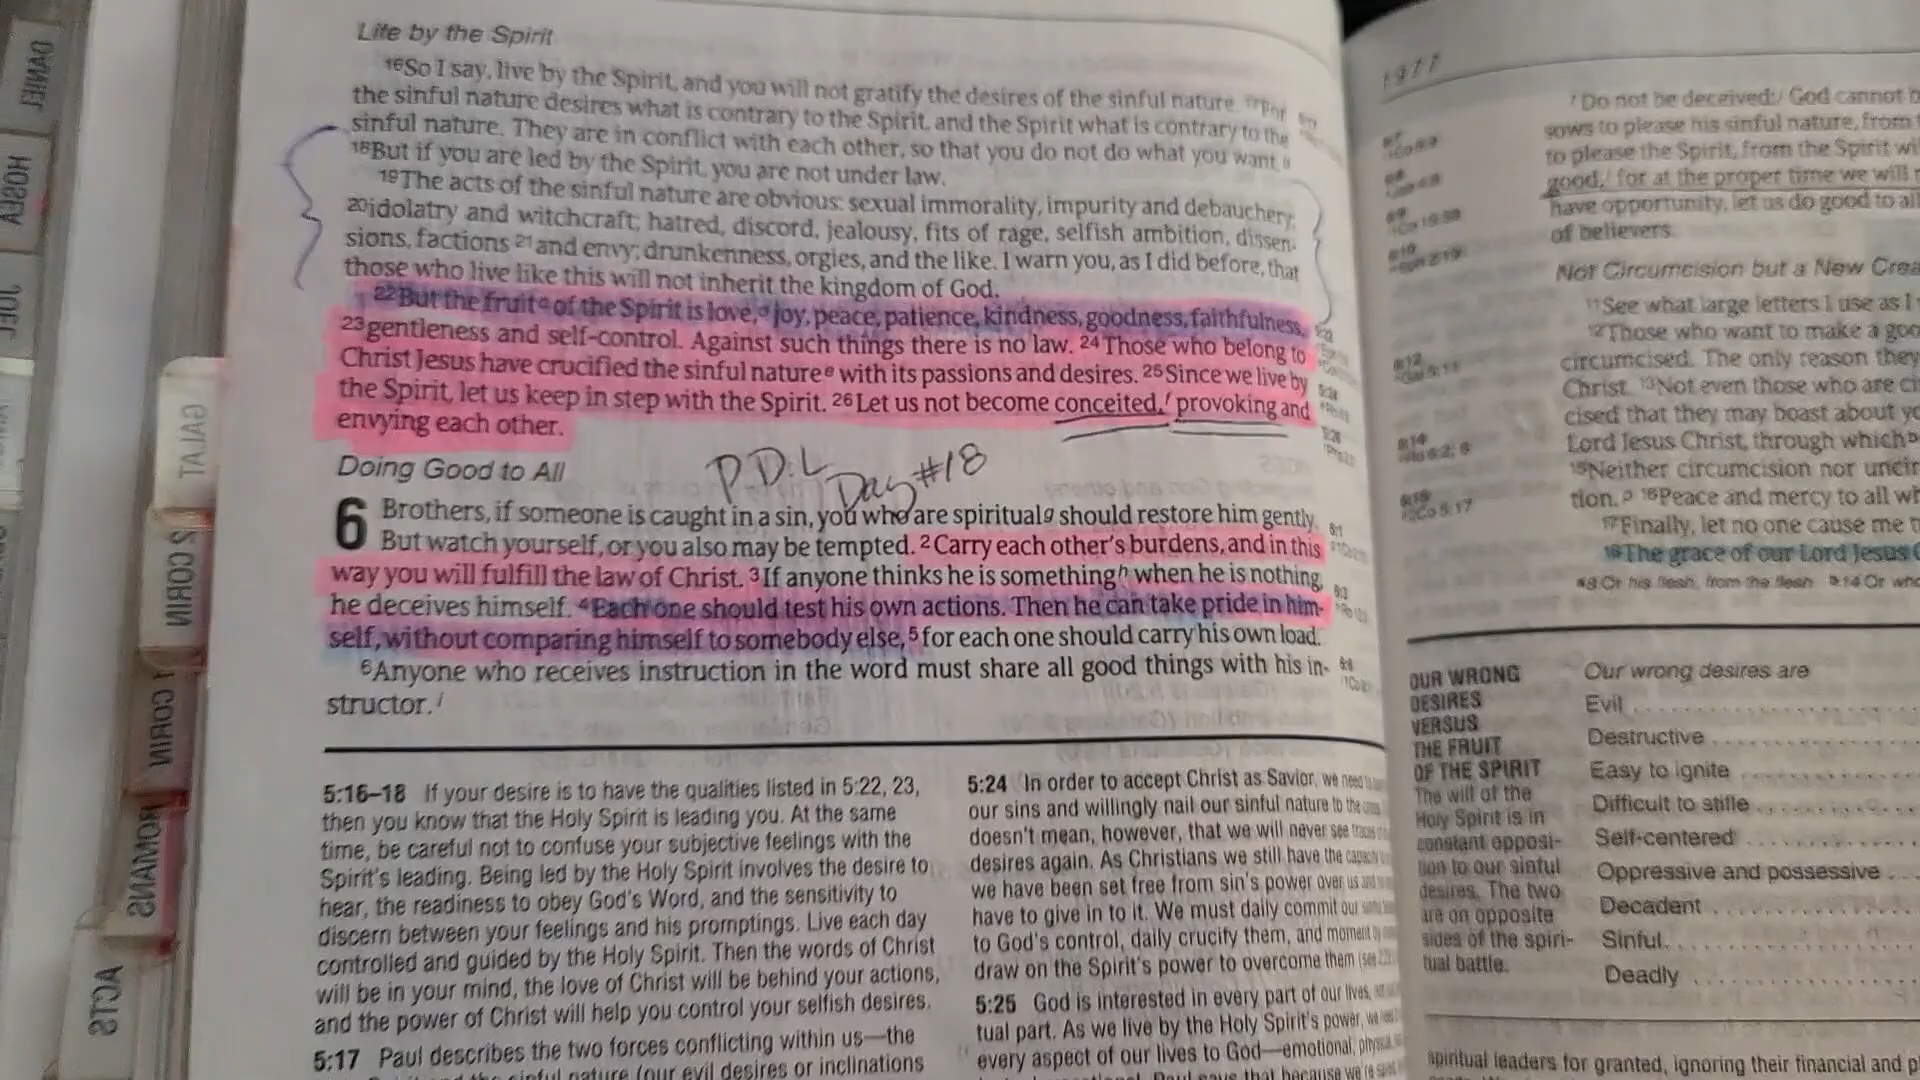 Life by the Spirit
16So I say, live by the Spirit, and you will not gratify the desires of the sinful nature. 17For
the sinful nature desires what is contrary to the Spirit, and the Spirit what is contrary to the
sinful nature. They are in conflict with each other, so that you do not do what you want.
18But if you are led by the Spirit, you are not under law.
19The acts of the sinful nature are obvious: sexual immorality, impurity and debauchery;
20idolatry and witchcraft; hatred, discord, jealousy, fits of rage, selfish ambition, dissen-
sions, factions 21and envy; drunkenness, orgies, and the like. I warn you, as I did before, that
those who live like this will not inherit the kingdom of God.
22But the fruit of the Spirit is love, joy, peace, patience, kindness, goodness, faithfulness,
23gentleness and self-control. Against such things there is no law. 24Those who belong to
Christ Jesus have crucified the sinful nature with its passions and desires. 25Since we live by
the Spirit, let us keep in step with the Spirit. 26Let us not become conceited, provoking and
envying each other.
P.D.L
Day #18
Doing Good to All
6 Brothers, if someone is caught in a sin, you who are spiritual should restore him gently.
But watch yourself, or you also may be tempted. 2Carry each other's burdens, and in this
way you will fulfill the law of Christ. 3If anyone thinks he is something when he is nothing,
he deceives himself. 4Each one should test his own actions. Then he can take pride in him-
self, without comparing himself to somebody else, 5for each one should carry his own load.
6Anyone who receives instruction in the word must share all good things with his in-
structor.
5:16–18 If your desire is to have the qualities listed in 5:22, 23,
then you know that the Holy Spirit is leading you. At the same
time, be careful not to confuse your subjective feelings with the
Spirit's leading. Being led by the Holy Spirit involves the desire to
hear, the readiness to obey God's Word, and the sensitivity to
discern between your feelings and his promptings. Live each day
controlled and guided by the Holy Spirit. Then the words of Christ
will be in your mind, the love of Christ will be behind your actions,
and the power of Christ will help you control your selfish desires.
5:17 Paul describes the two forces conflicting within us—the
sinful nature (our evil desires or inclinations
5:24 In order to accept Christ as Savior, we need
our sins and willingly nail our sinful nature to the
doesn't mean, however, that we will never see
desires again. As Christians we still have the
we have been set free from sin's power over us
have to give in to it. We must daily commit our
to God's control, daily crucify them, and moment by
draw on the Spirit's power to overcome them (see
5:25 God is interested in every part of our lives,
tual part. As we live by the Holy Spirit's power, we
every aspect of our lives to God—emotional,
1977
7Do not be deceived: God cannot
sows to please his sinful nature, from
to please the Spirit, from the Spirit
good, for at the proper time we will
have opportunity, let us do good to all
of believers.
Not Circumcision but a New
11See what large letters I use as I
12Those who want to make a
circumcised. The only reason they
Christ. 13Not even those who are
cised that they may boast about
Lord Jesus Christ, through which
15Neither circumcision nor
tion. 16Peace and mercy to all
17Finally, let no one cause me
18The grace of our Lord Jesus
OUR WRONG
DESIRES
VERSUS
THE FRUIT
OF THE SPIRIT
The will of the
Holy Spirit is in
constant opposi-
tion to our sinful
desires. The two
are on opposite
sides of the spiri-
tual battle.
Our wrong desires are
Evil
Destructive
Easy to ignite
Difficult to stifle
Self-centered
Oppressive and possessive
Decadent
Sinful
Deadly
spiritual leaders for granted, ignoring their financial and
DANIEL
HOSEA
JOEL
GALAT
2 CORIN
1 CORIN
ROMANS
ACTS